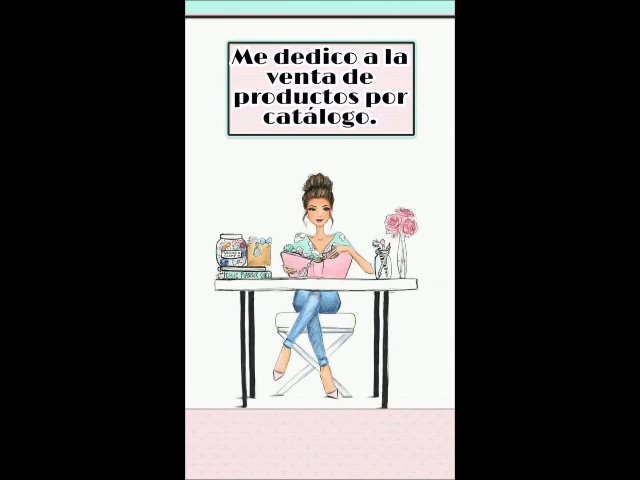 Me dedico a la
venta de
productos por
catálogo.